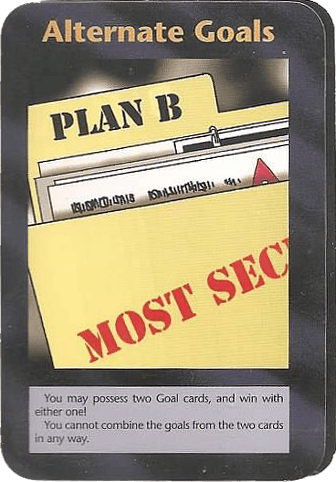 Alternate Goals
PLAN B
MOST SEC
You may possess two Goal cards, and win with
either one!
You cannot combine the goals from the two cards
in any way.